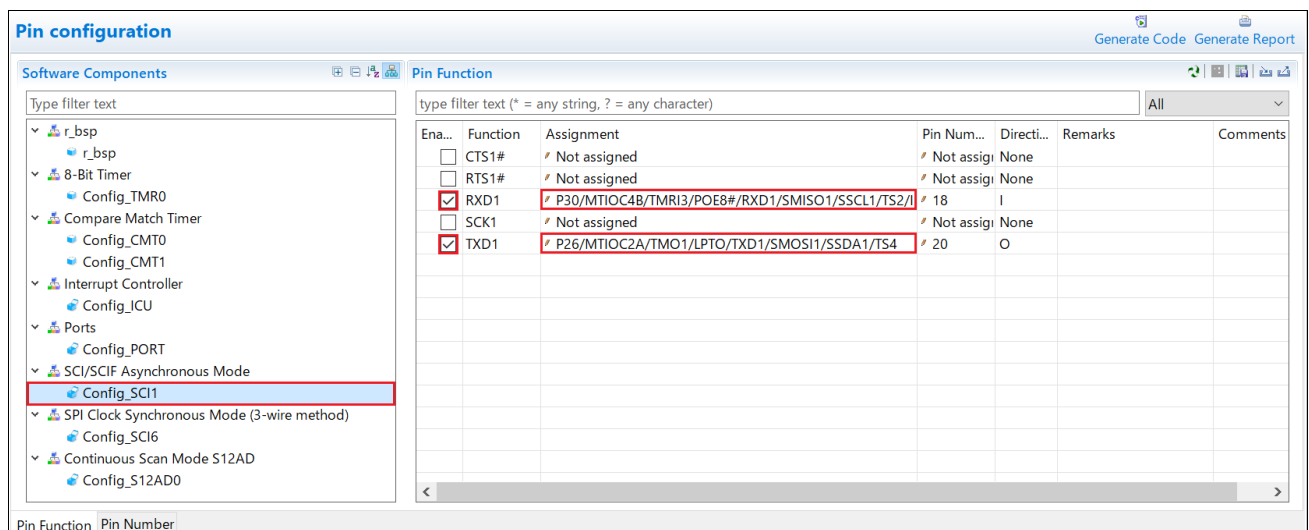 Pin configuration
Generate Code Generate Report
Software Components
Type filter text
r_bsp
r_bsp
8-Bit Timer
Config_TMR0
Compare Match Timer
Config_CMT0
Config_CMT1
Interrupt Controller
Config_ICU
Ports
Config_PORT
SCI/SCIF Asynchronous Mode
Config_SCI1
SPI Clock Synchronous Mode (3-wire method)
Config_SCI6
Continuous Scan Mode S12AD
Config_S12AD0
Pin Function
type filter text (* = any string, ? = any character)
All
Ena... Function Assignment Pin Num... Directi... Remarks Comments
CTS1# Not assigned Not assig None
RTS1# Not assigned Not assig None
RXD1 P30/MTIOC4B/TMRI3/POE8#/RXD1/SMISO1/SSCL1/TS2/I 18 I
SCK1 Not assigned Not assig None
TXD1 P26/MTIOC2A/TMO1/LPTO/TXD1/SMOSI1/SSDA1/TS4 20 O
Pin Function Pin Number